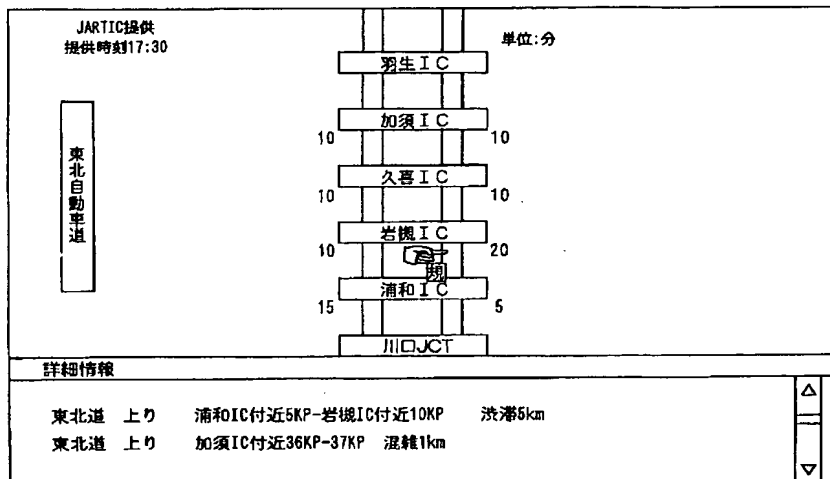 JARTIC提供
提供時刻17:30
単位:分
東北自動車道
羽生IC
加須IC
10
10
久喜IC
10
10
岩槻IC
10
20
規
浦和IC
15
5
川口JCT
詳細情報
東北道 上り 浦和IC付近5KP-岩槻IC付近10KP 渋滞5km
東北道 上り 加須IC付近36KP-37KP 混雑1km